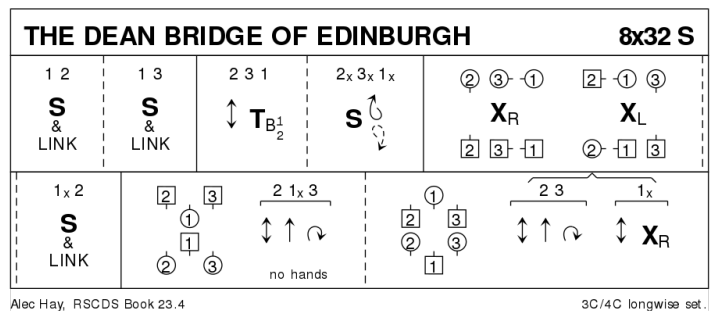 THE DEAN BRIDGE OF EDINBURGH 8x32 S
1 2 1 3 2 3 1 2x 3x 1x 2 3 1 2 1 3
S & LINK S & LINK T B 1/2 S XR XL
2 3 1 2 1 3
1x 2 2 3 2 1x 3 1 2 3 1x
S & LINK 1 2 3 XR
1 2 3
2 3 no hands 1
Alec Hay, RSCDS Book 23.4 3C/4C longwise set.